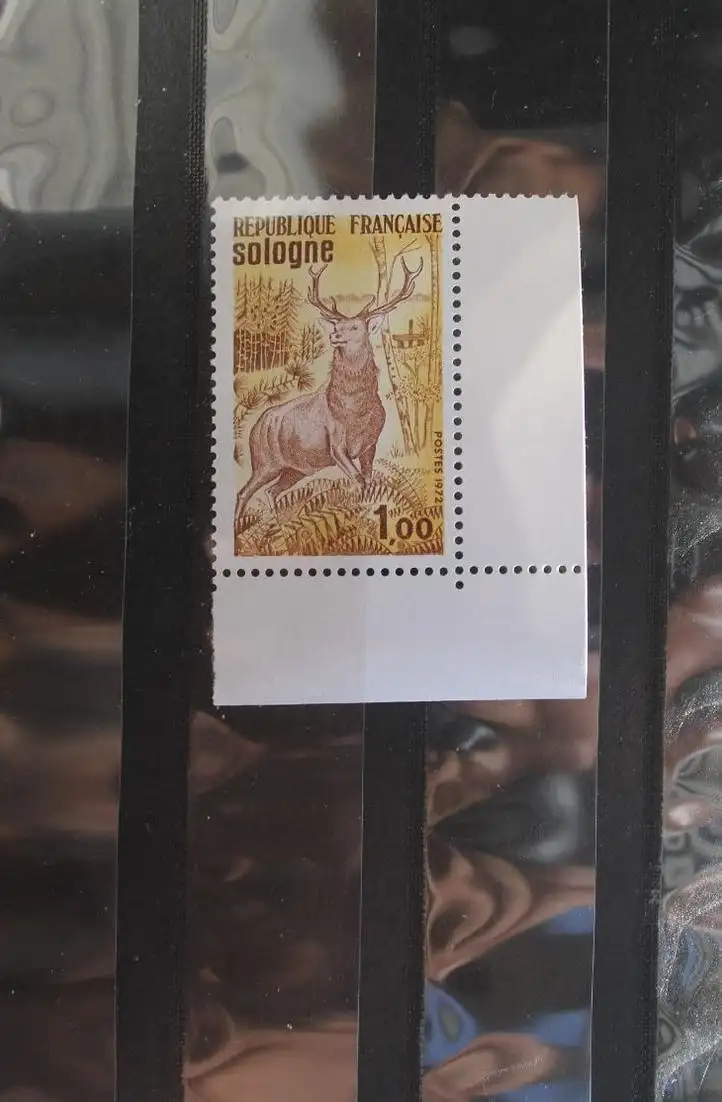 REPUBLIQUE FRANÇAISE
sologne
POSTES 1972
1,00